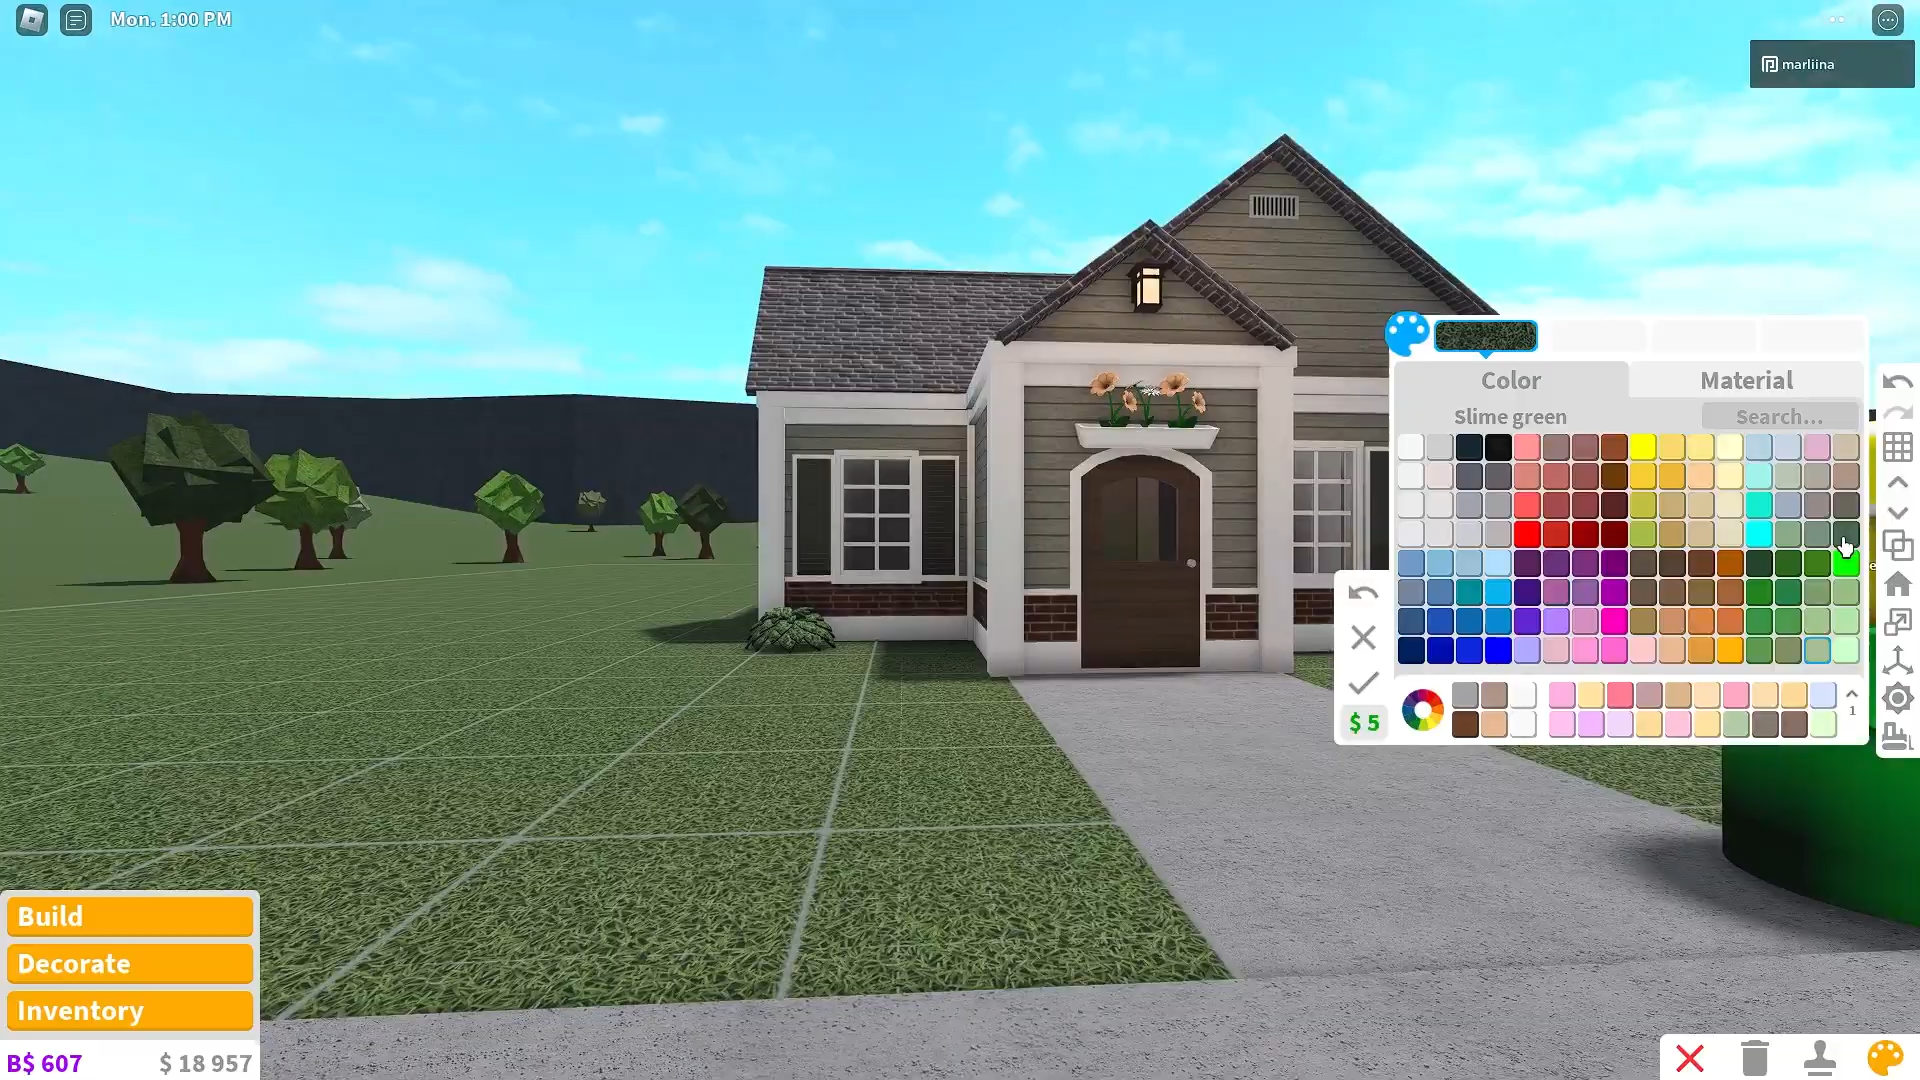 Mon. 1:00 PM
marliina
Color
Material
Slime green
Search...
$ 5
1
Build
Decorate
Inventory
B$ 607
$ 18 957